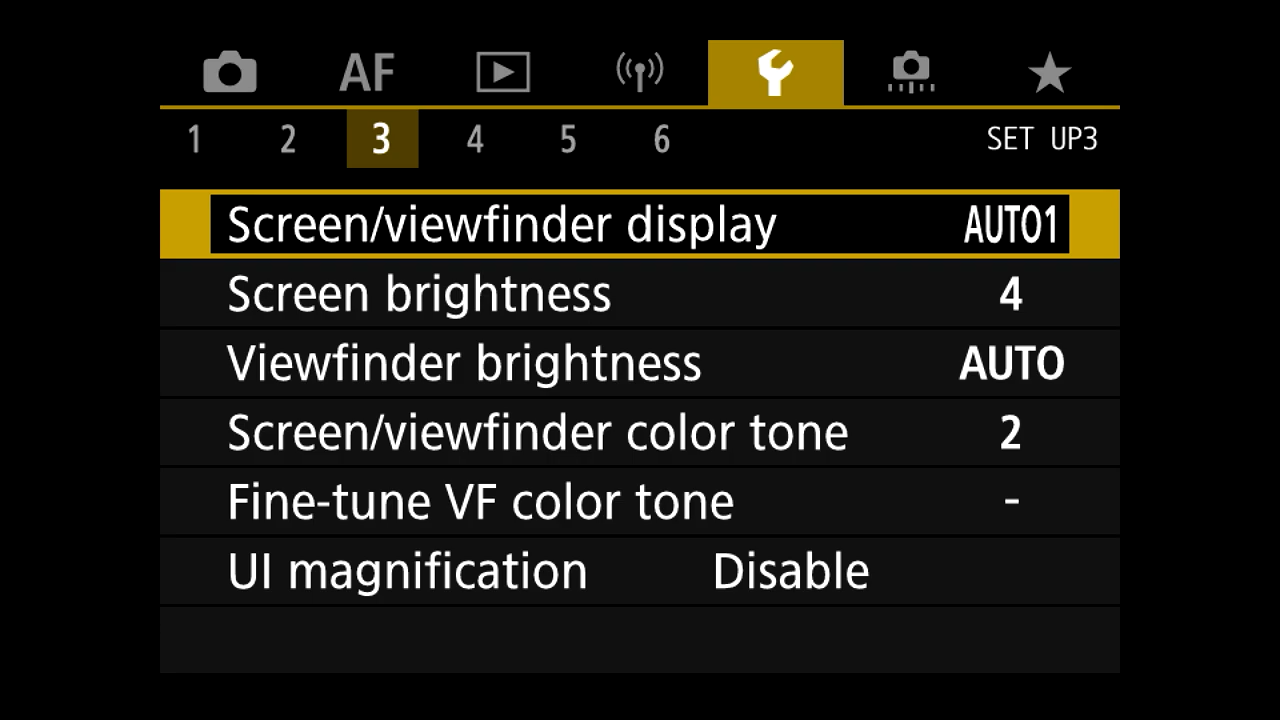 AF
1 2 3 4 5 6 SET UP3
Screen/viewfinder display AUTO1
Screen brightness 4
Viewfinder brightness AUTO
Screen/viewfinder color tone 2
Fine-tune VF color tone -
UI magnification Disable